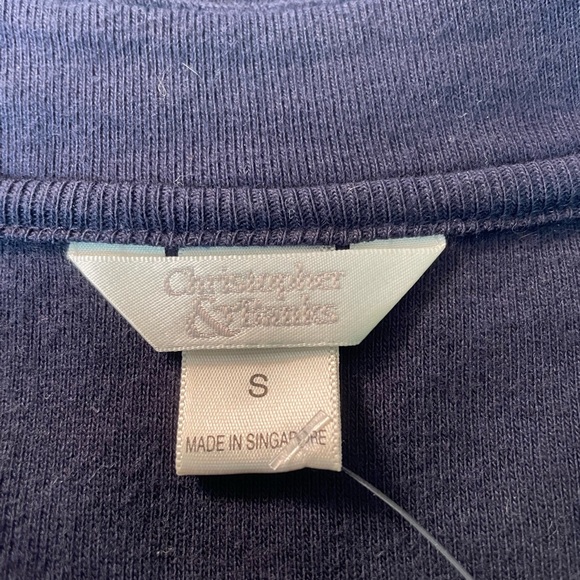 Christopher
& Banks
S
MADE IN SINGAPORE